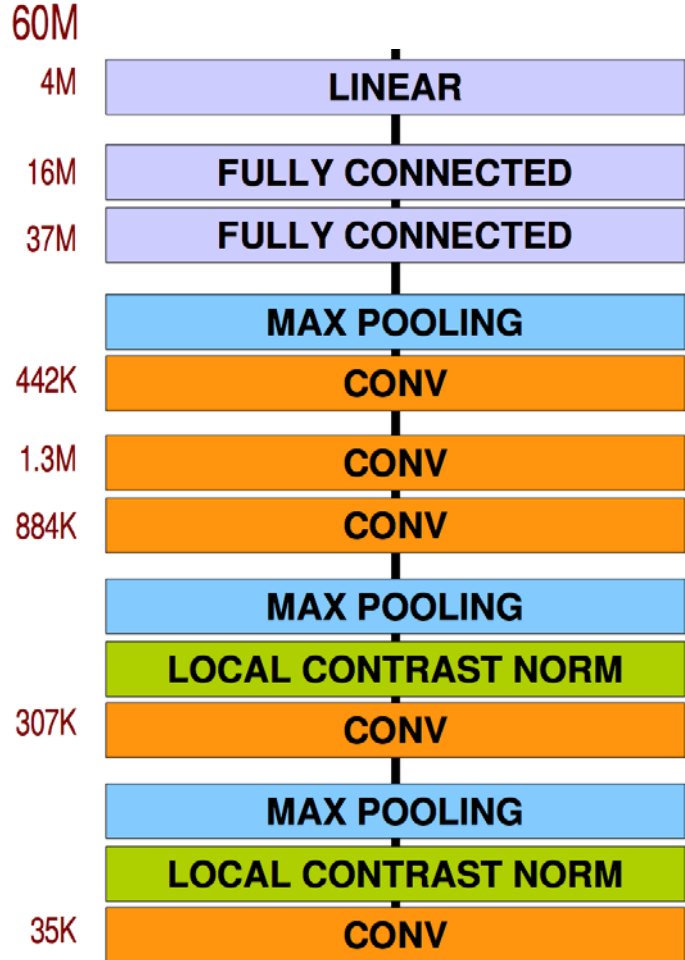 60M
4M LINEAR
16M FULLY CONNECTED
37M FULLY CONNECTED
MAX POOLING
442K CONV
1.3M CONV
884K CONV
MAX POOLING
LOCAL CONTRAST NORM
307K CONV
MAX POOLING
LOCAL CONTRAST NORM
35K CONV